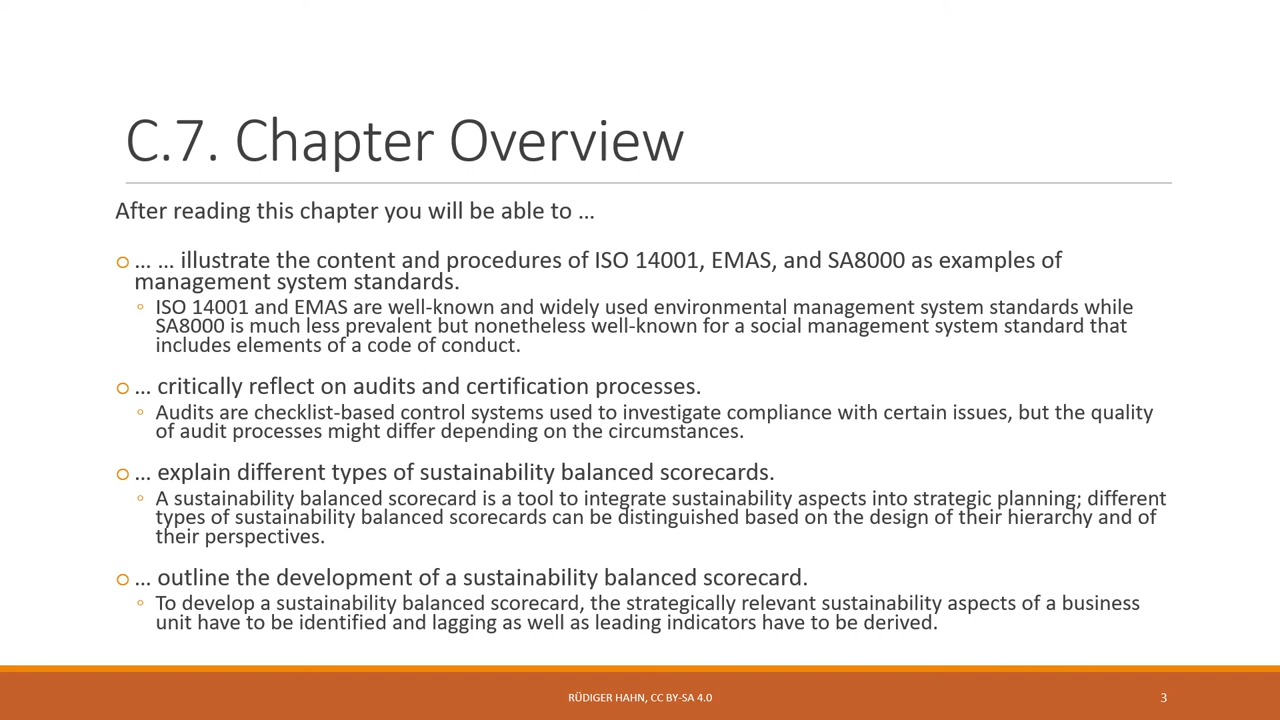 C.7. Chapter Overview
After reading this chapter you will be able to …
o … … illustrate the content and procedures of ISO 14001, EMAS, and SA8000 as examples of
management system standards.
◦ ISO 14001 and EMAS are well-known and widely used environmental management system standards while
SA8000 is much less prevalent but nonetheless well-known for a social management system standard that
includes elements of a code of conduct.
o … critically reflect on audits and certification processes.
◦ Audits are checklist-based control systems used to investigate compliance with certain issues, but the quality
of audit processes might differ depending on the circumstances.
o … explain different types of sustainability balanced scorecards.
◦ A sustainability balanced scorecard is a tool to integrate sustainability aspects into strategic planning; different
types of sustainability balanced scorecards can be distinguished based on the design of their hierarchy and of
their perspectives.
o … outline the development of a sustainability balanced scorecard.
◦ To develop a sustainability balanced scorecard, the strategically relevant sustainability aspects of a business
unit have to be identified and lagging as well as leading indicators have to be derived.
RÜDIGER HAHN, CC BY-SA 4.0
3